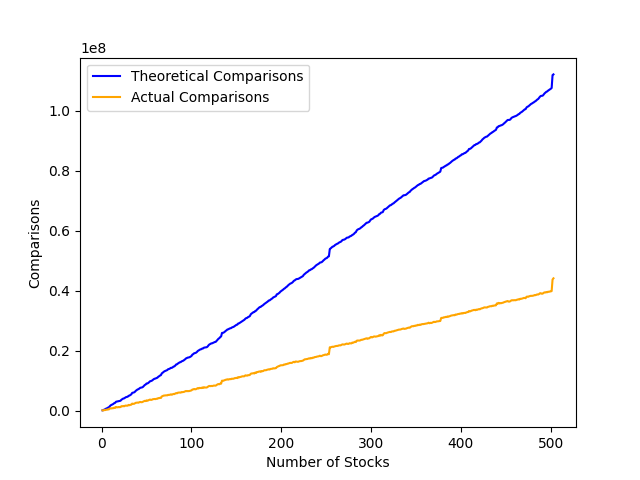 1e8
Theoretical Comparisons
Actual Comparisons
1.0
0.8
0.6
0.4
0.2
0.0
Comparisons
0 100 200 300 400 500
Number of Stocks